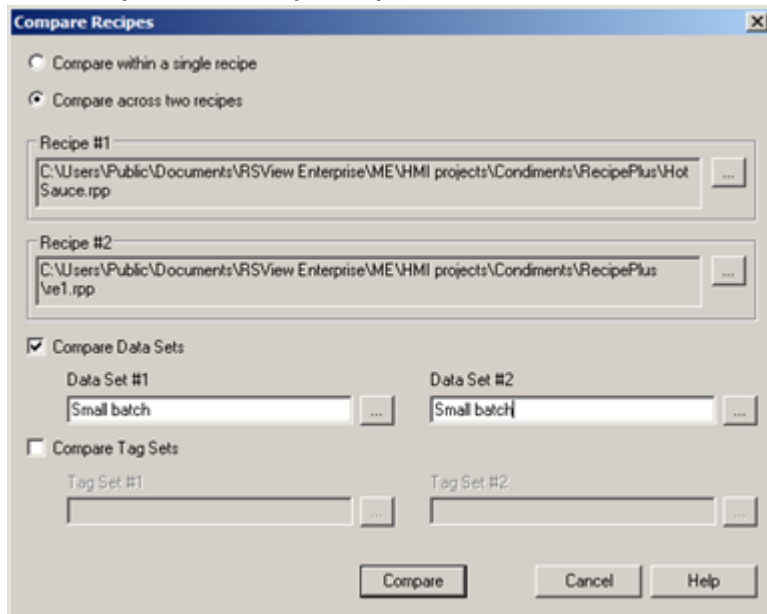 Compare Recipes
Compare within a single recipe
Compare across two recipes
Recipe #1
C:\Users\Public\Documents\RSView Enterprise\ME\HMI projects\Condiments\RecipePlus\Hot
Sauce.rpp
...
Recipe #2
C:\Users\Public\Documents\RSView Enterprise\ME\HMI projects\Condiments\RecipePlus
\re1.rpp
...
Compare Data Sets
Data Set #1 Data Set #2
Small batch ... Small batch ...
Compare Tag Sets
Tag Set #1 Tag Set #2
... ...
Compare Cancel Help